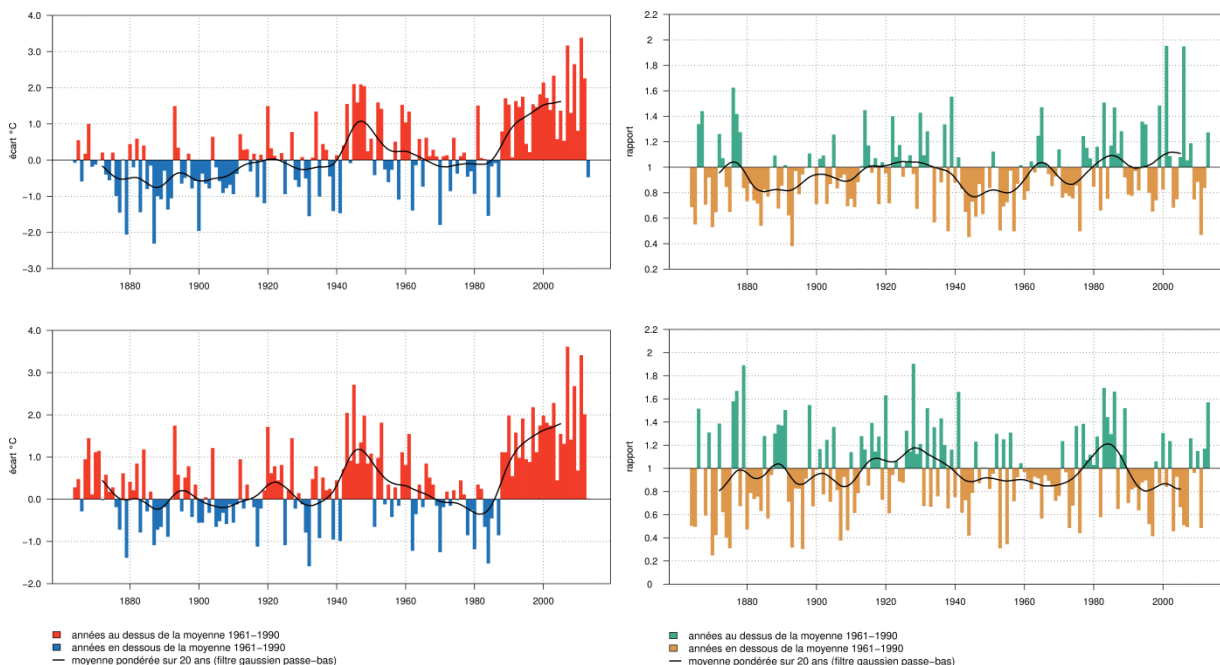 4.0
3.0
2.0
1.0
0.0
−1.0
−2.0
−3.0
écart °C
1880 1900 1920 1940 1960 1980 2000
2.2
2
1.8
1.6
1.4
1.2
1
0.8
0.6
0.4
0.2
rapport
1880 1900 1920 1940 1960 1980 2000
4.0
3.0
2.0
1.0
0.0
−1.0
−2.0
écart °C
1880 1900 1920 1940 1960 1980 2000
2.2
2
1.8
1.6
1.4
1.2
1
0.8
0.6
0.4
0.2
0
rapport
1880 1900 1920 1940 1960 1980 2000
années au dessus de la moyenne 1961−1990
années en dessous de la moyenne 1961−1990
moyenne pondérée sur 20 ans (filtre gaussien passe−bas)
années au dessus de la moyenne 1961−1990
années en dessous de la moyenne 1961−1990
moyenne pondérée sur 20 ans (filtre gaussien passe−bas)